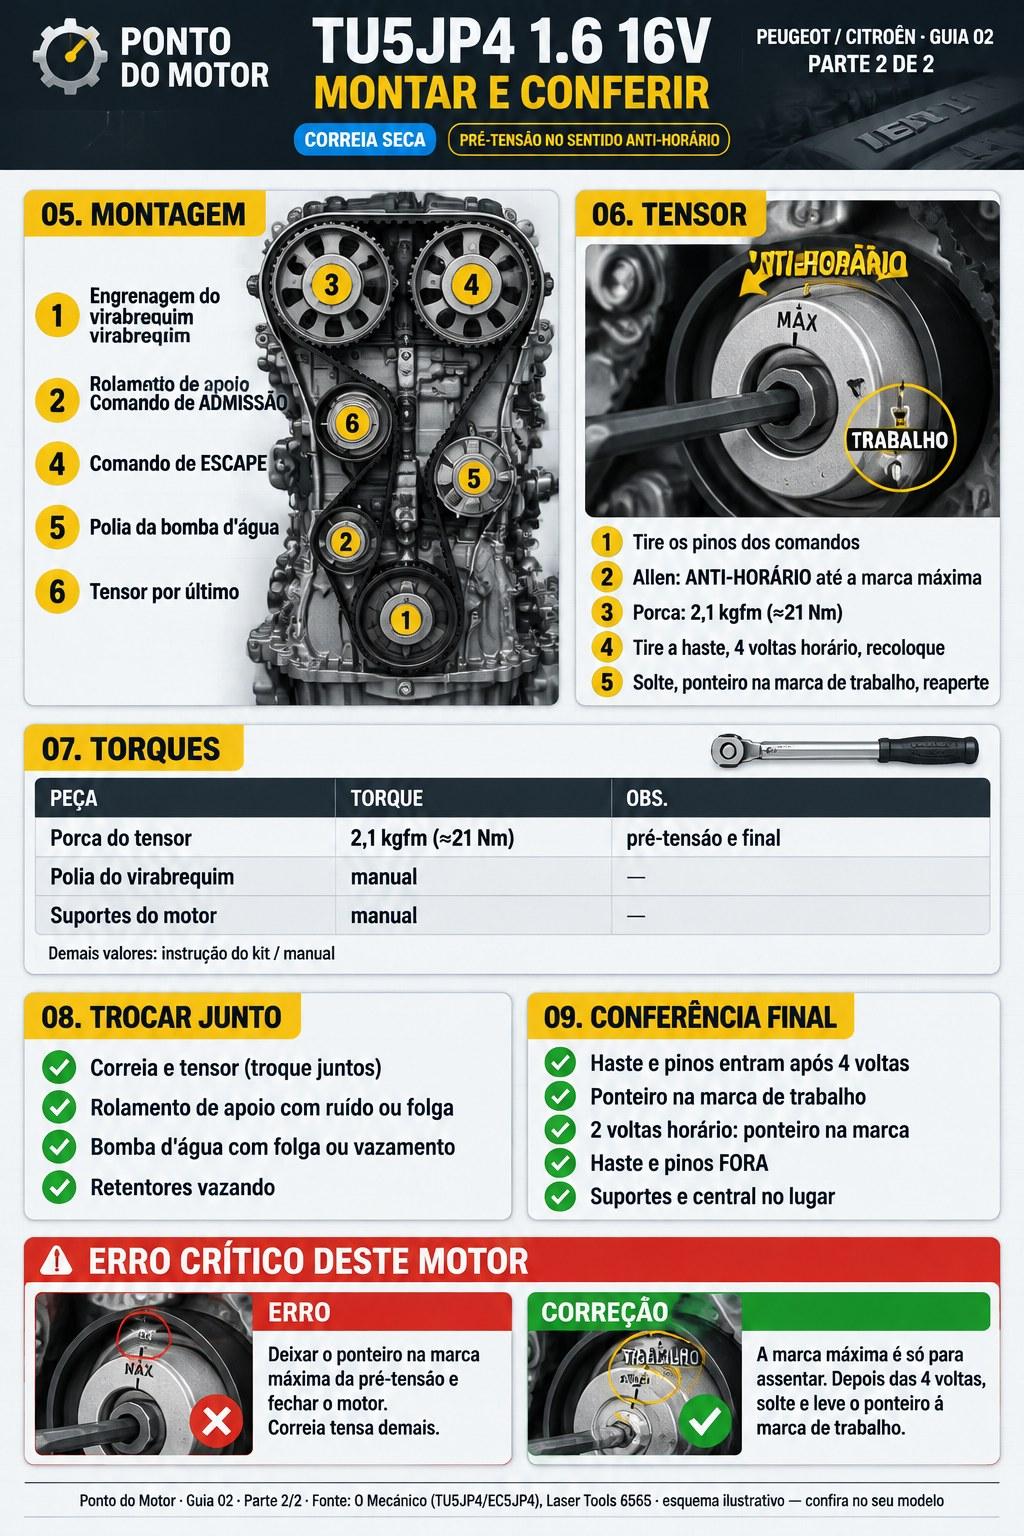 PONTO
DO MOTOR
TU5JP4 1.6 16V
MONTAR E CONFERIR
CORREIA SECA
PRÉ-TENSÃO NO SENTIDO ANTI-HORÁRIO
PEUGEOT / CITROËN · GUIA 02
PARTE 2 DE 2
16V
05. MONTAGEM
1
Engrenagem do
virabrequim
virabreqıim
2
Rolamento de apoio
Comando de ADMISSÃO
4
Comando de ESCAPE
5
Polia da bomba d'água
6
Tensor por último
3
4
6
5
2
1
06. TENSOR
ANTI-HORÁRIO
MÁX
TRABALHO
1 Tire os pinos dos comandos
2 Allen: ANTI-HORÁRIO até a marca máxima
3 Porca: 2,1 kgfm (≈21 Nm)
4 Tire a haste, 4 voltas horário, recoloque
5 Solte, ponteiro na marca de trabalho, reaperte
07. TORQUES
PEÇA TORQUE OBS.
Porca do tensor 2,1 kgfm (≈21 Nm) pré-tensáo e final
Polia do virabrequim manual —
Suportes do motor manual —
Demais valores: instrução do kit / manual
08. TROCAR JUNTO
Correia e tensor (troque juntos)
Rolamento de apoio com ruído ou folga
Bomba d'água com folga ou vazamento
Retentores vazando
09. CONFERÊNCIA FINAL
Haste e pinos entram após 4 voltas
Ponteiro na marca de trabalho
2 voltas horário: ponteiro na marca
Haste e pinos FORA
Suportes e central no lugar
ERRO CRÍTICO DESTE MOTOR
NÁX
ERRO
Deixar o ponteiro na marca
máxima da pré-tensáo e
fechar o motor.
Correia tensa demais.
CORREÇÃO
A marca máxima é só para
assentar. Depois das 4 voltas,
solte e leve o ponteiro á
marca de trabalho.
Ponto do Motor · Guia 02 · Parte 2/2 · Fonte: O Mecánico (TU5JP4/EC5JP4), Laser Tools 6565 · esquema ilustrativo — confira no seu modelo